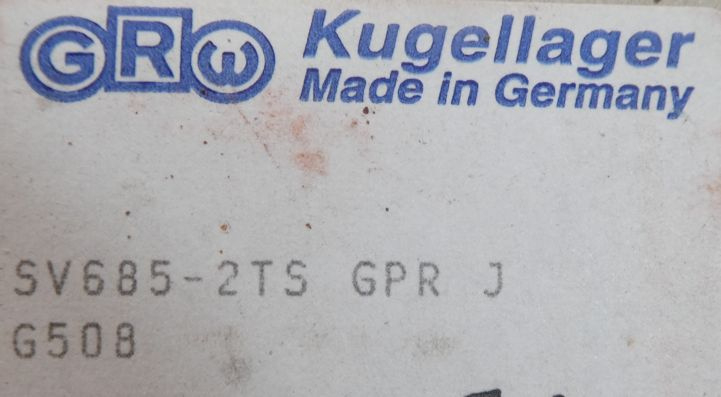 GRW Kugellager
Made in Germany
SV685-2TS GPR J
G508